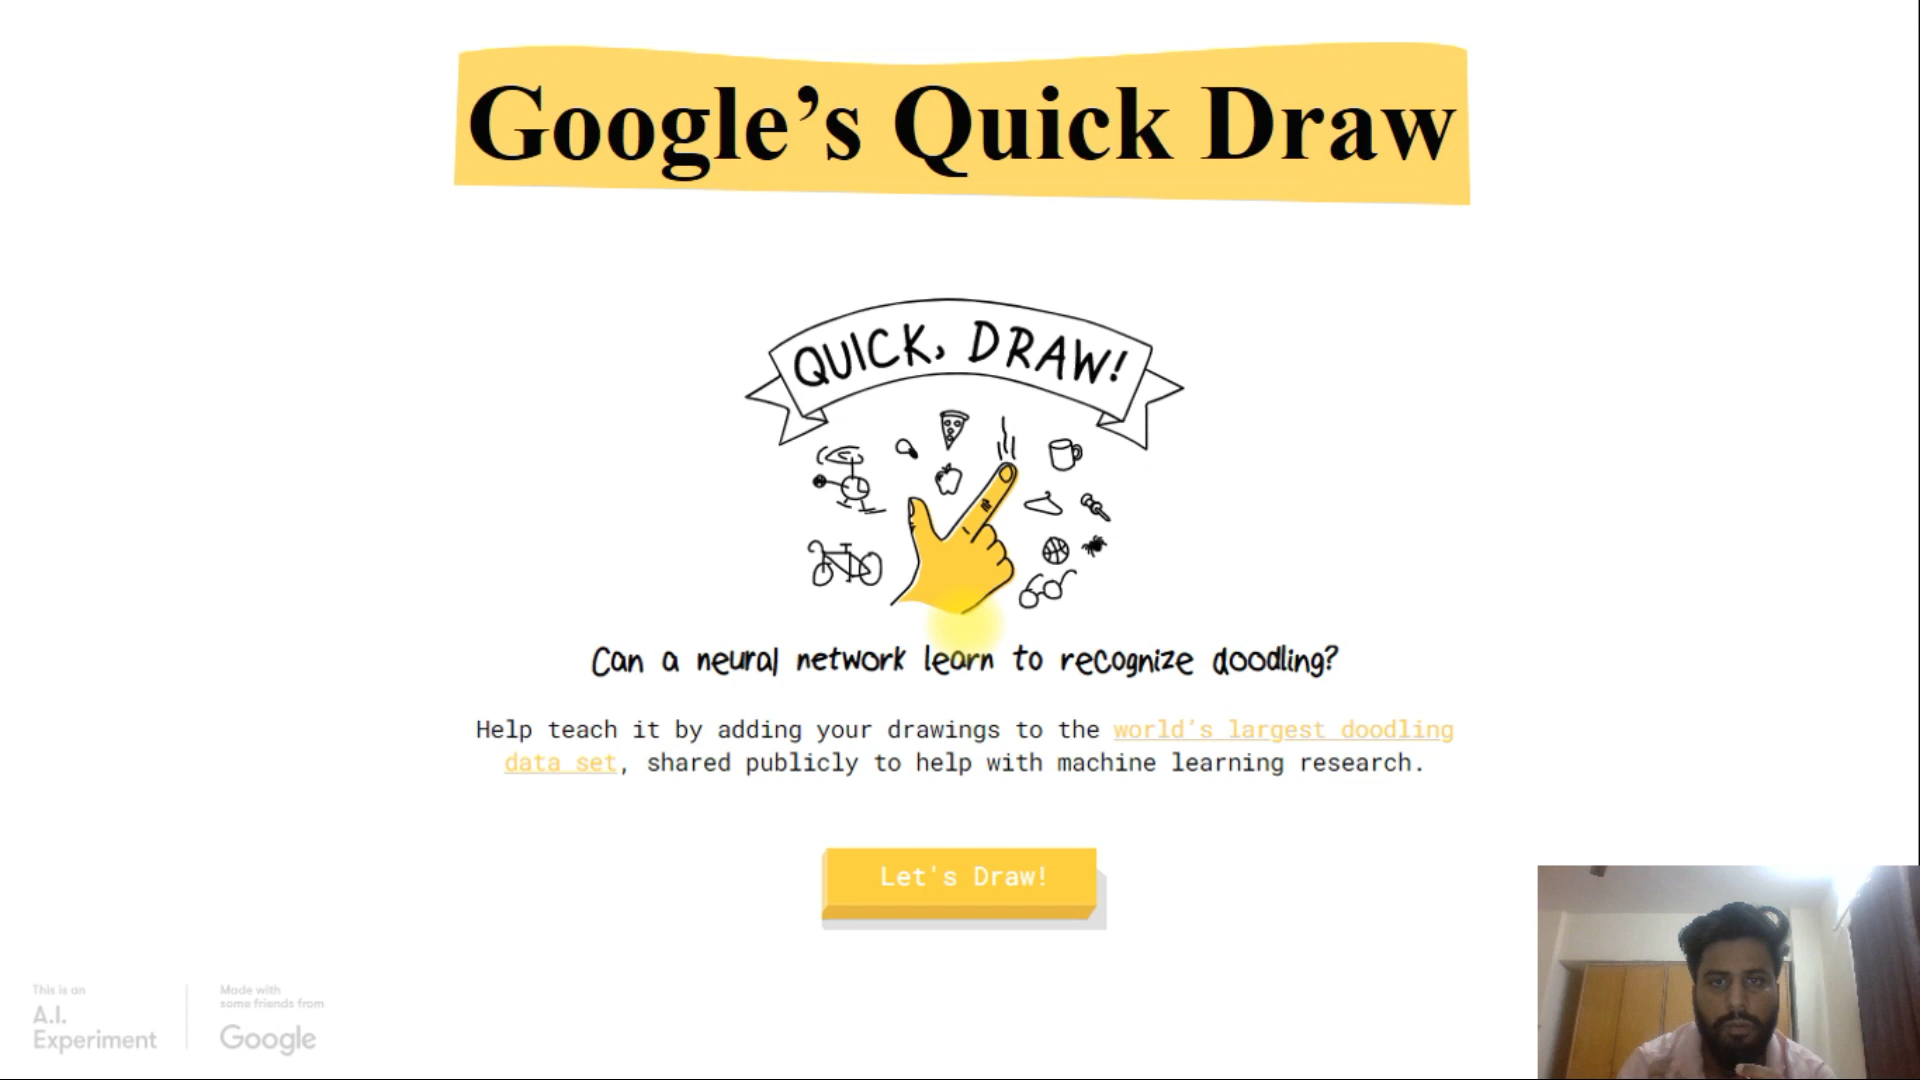 Google’s Quick Draw
QUICK, DRAW!
Can a neural network learn to recognize doodling?
Help teach it by adding your drawings to the world’s largest doodling
data set, shared publicly to help with machine learning research.
Let's Draw!
This is an
A.I.
Experiment
Made with
some friends from
Google